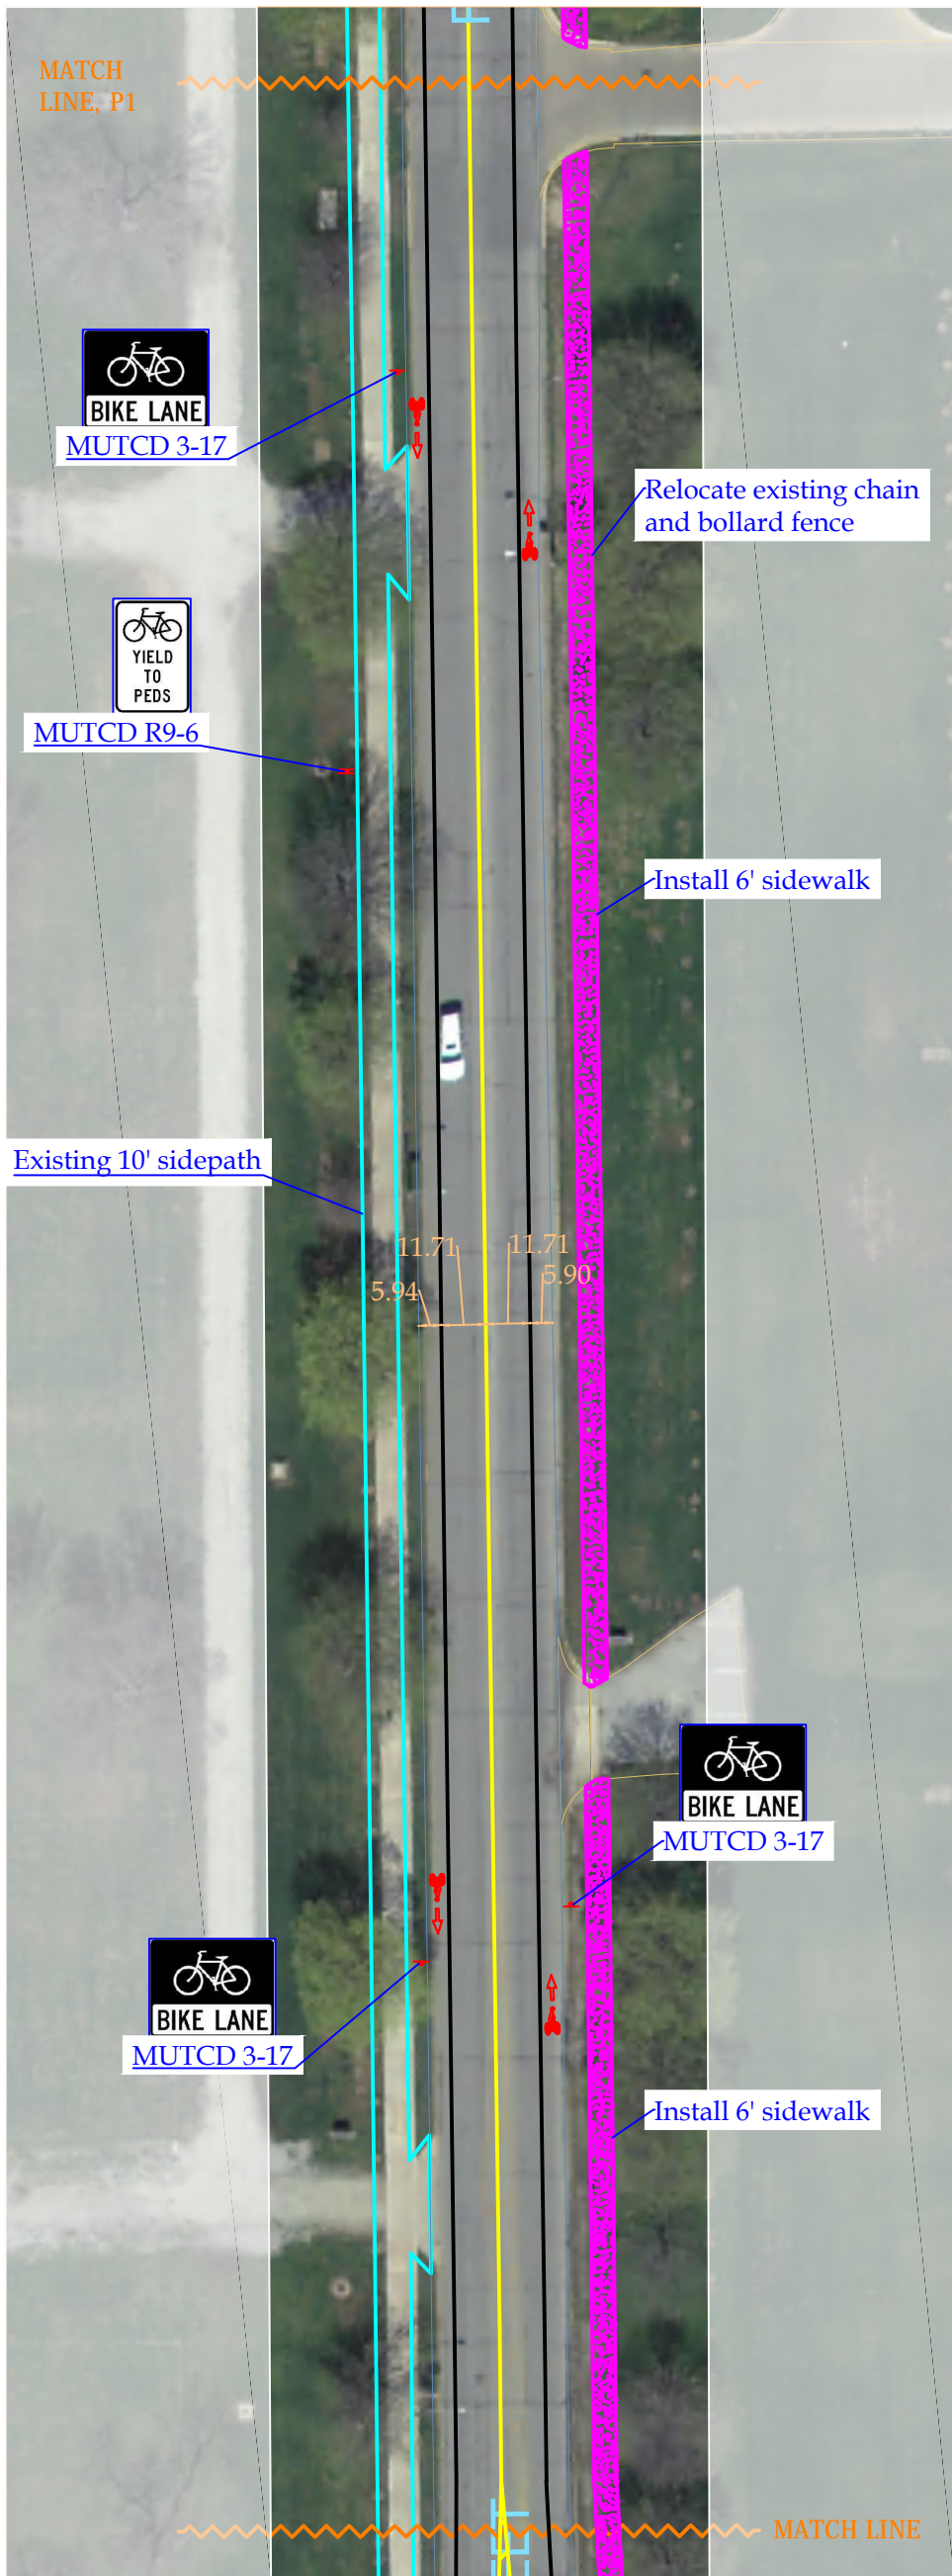 MATCH
LINE, P1
BIKE LANE
MUTCD 3-17
Relocate existing chain
and bollard fence
YIELD
TO
PEDS
MUTCD R9-6
Install 6' sidewalk
Existing 10' sidepath
11.71
11.71
5.94
5.90
BIKE LANE
MUTCD 3-17
BIKE LANE
MUTCD 3-17
Install 6' sidewalk
MATCH LINE